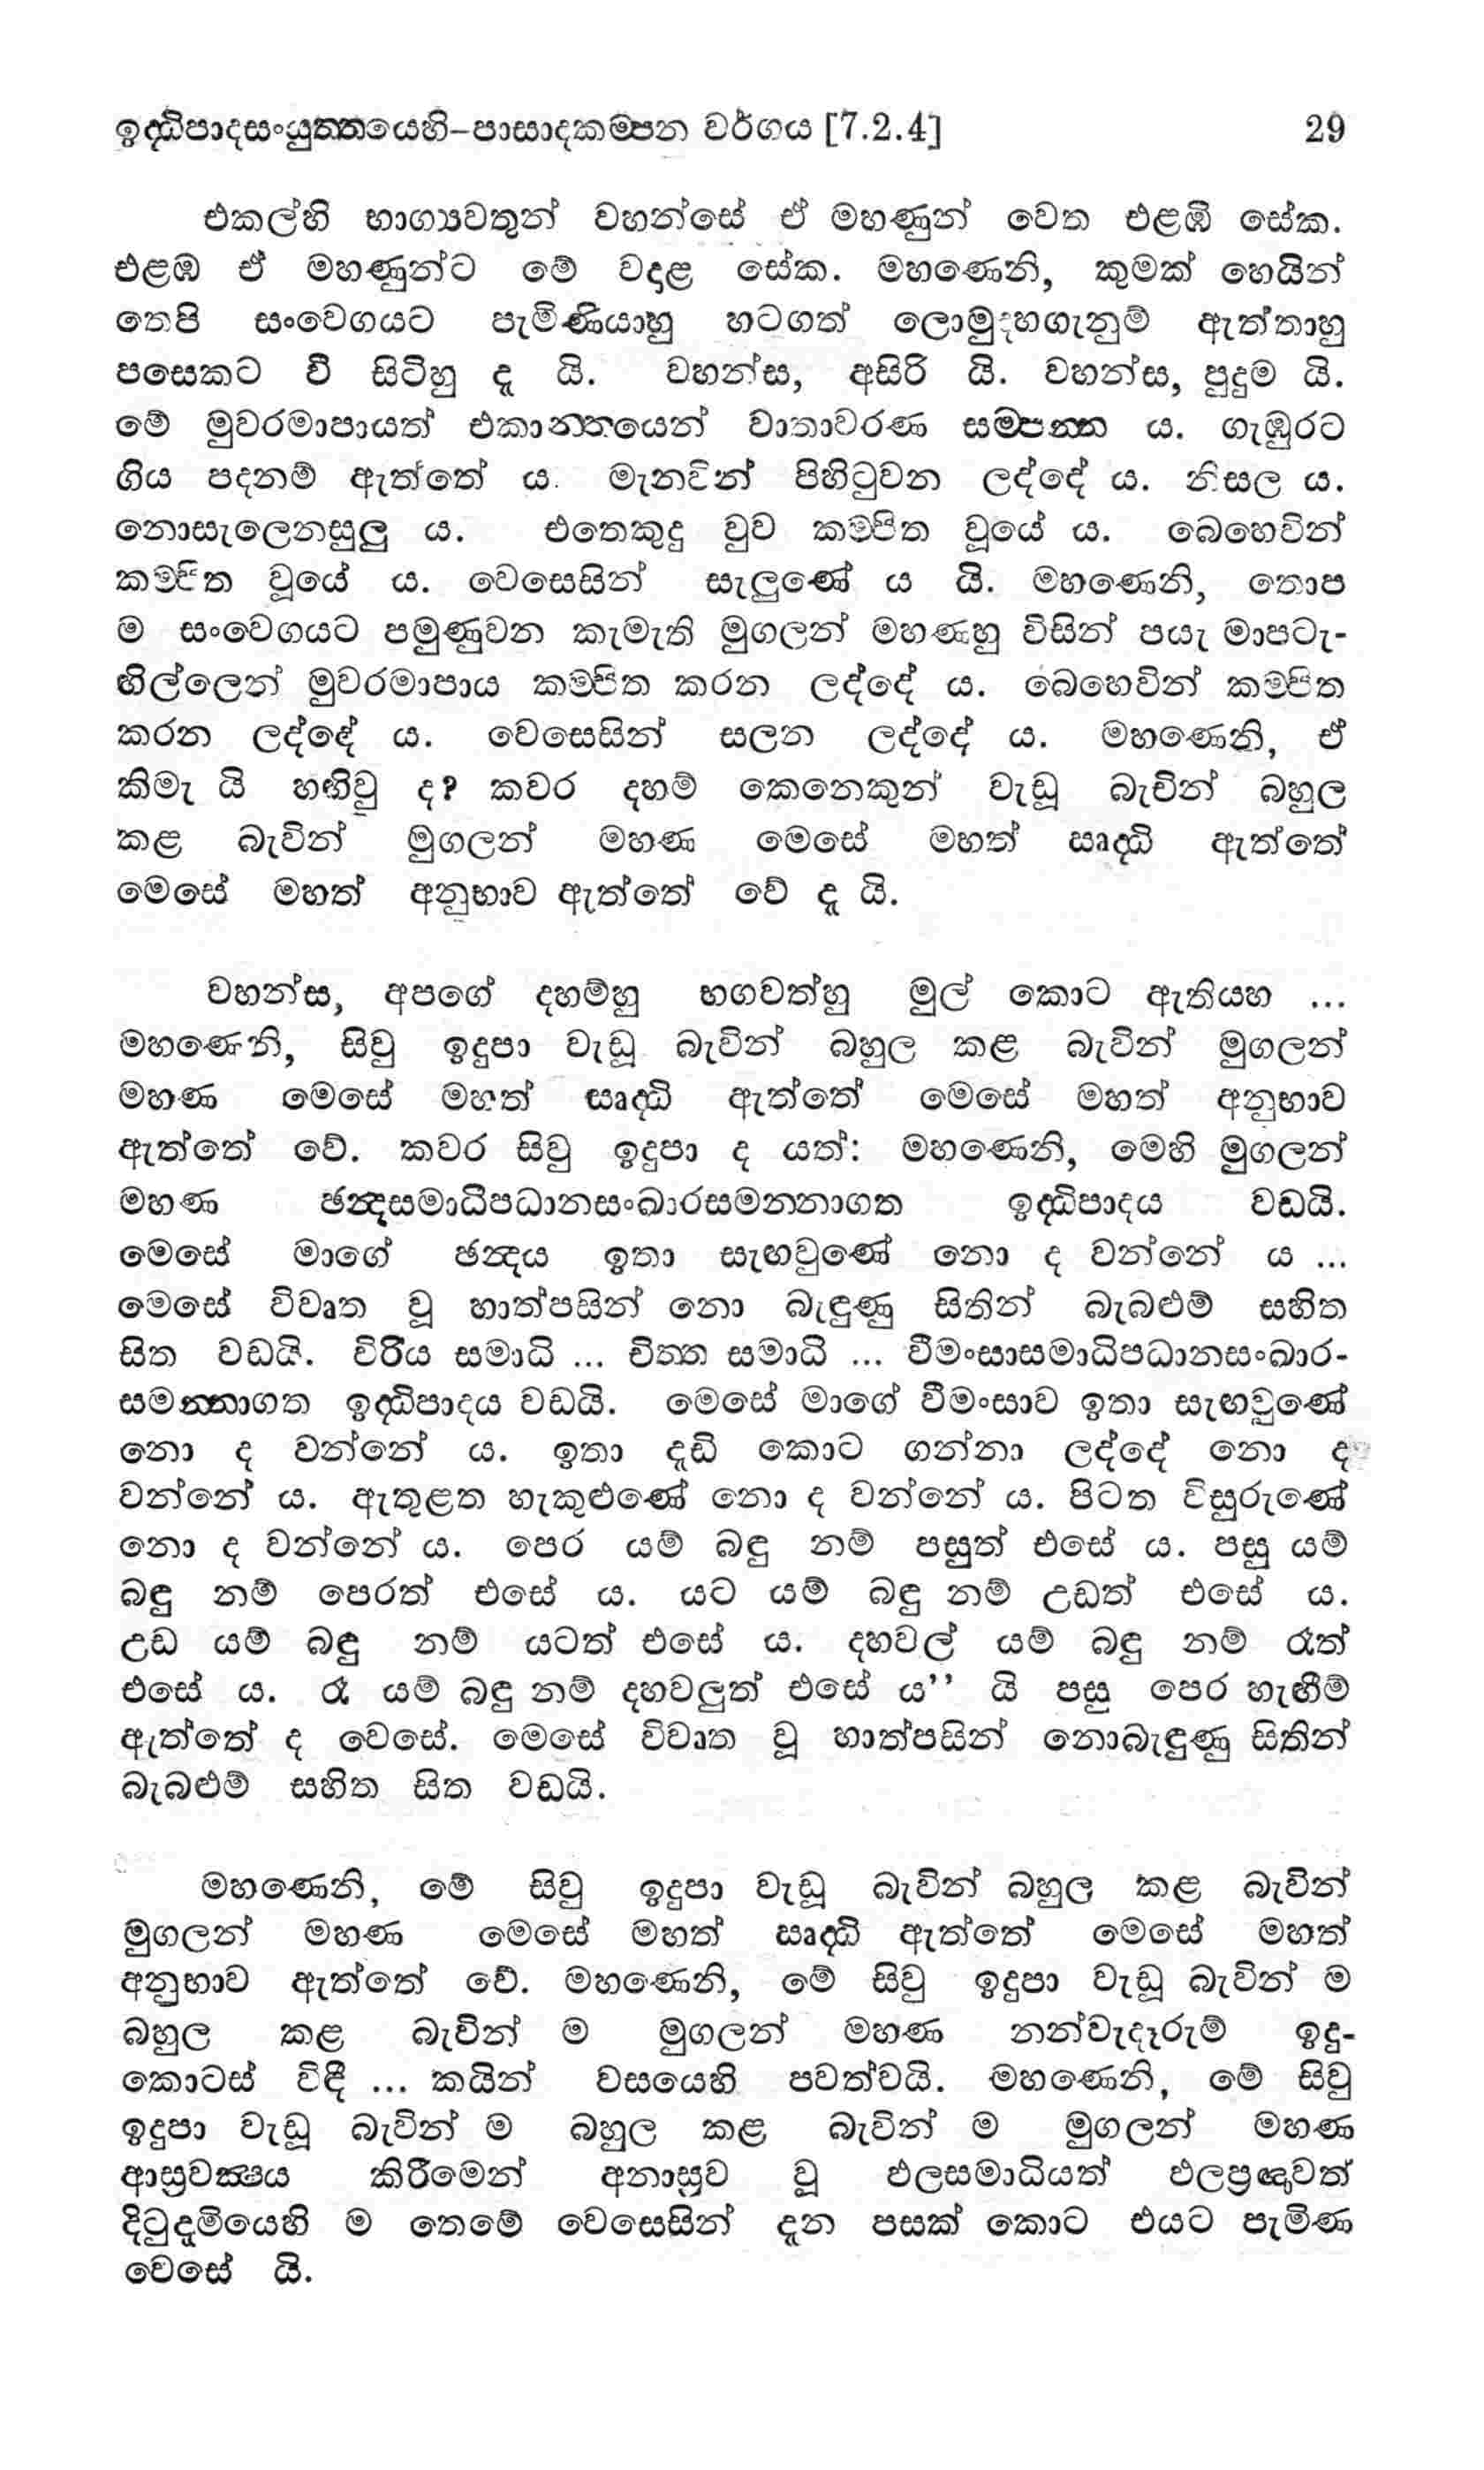 ඉද්ධිපාදසංයුත්තයෙහි–පාසාදකම්පන වර්ගය [7.2.4] 29
එකල්හි භාග්‍යවතුන් වහන්සේ ඒ මහණුන් වෙත එළඹි සේක.
එළඹ ඒ මහණුන්ට මේ වදාළ සේක. මහණෙනි, කුමක් හෙයින්
තෙපි සංවෙගයට පැමිණියාහු හටගත් ලොමුදහගැනුම් ඇත්තාහු
පසෙකට වී සිටිහු දැ යි. වහන්ස, අසිරි යි. වහන්ස, පුදුම යි.
මේ මුවරමාපායත් එකාන්තයෙන් වාතාවරණ සම්පන්න ය. ගැඹුරට
ගිය පදනම් ඇත්තේ ය. මැනවින් පිහිටුවන ලද්දේ ය. නිසල ය.
නොසැලෙනසුලු ය. එතෙකුදු වුව කම්පිත වූයේ ය. බෙහෙවින්
කම්පිත වූයේ ය. වෙසෙසින් සැලුණේ ය යි. මහණෙනි, තොප
ම සංවෙගයට පමුණුවන කැමැති මුගලන් මහණහු විසින් පයැ මාපටැ-
ඟිල්ලෙන් මුවරමාපාය කම්පිත කරන ලද්දේ ය. බෙහෙවින් කම්පිත
කරන ලද්දේ ය. වෙසෙසින් සලන ලද්දේ ය. මහණෙනි, ඒ
කිමැ යි හඟිවු ද? කවර දහම් කෙනෙකුන් වැඩූ බැවින් බහුල
කළ බැවින් මුගලන් මහණ මෙසේ මහත් ඍද්ධි ඇත්තේ
මෙසේ මහත් අනුභාව ඇත්තේ වේ දැ යි.
වහන්ස, අපගේ දහම්හු භගවත්හු මුල් කොට ඇතියහ ...
මහණෙනි, සිවු ඉදුපා වැඩූ බැවින් බහුල කළ බැවින් මුගලන්
මහණ මෙසේ මහත් ඍද්ධි ඇත්තේ මෙසේ මහත් අනුභාව
ඇත්තේ වේ. කවර සිවු ඉදුපා ද යත්: මහණෙනි, මෙහි මුගලන්
මහණ ඡන්දසමාධිපධානසංඛාරසමන්නාගත ඉද්ධිපාදය වඩයි.
මෙසේ මාගේ ඡන්දය ඉතා සැඟවුණේ නො ද වන්නේ ය ...
මෙසේ විවෘත වූ හාත්පසින් නො බැඳුණු සිතින් බැබළුම් සහිත
සිත වඩයි. විරිය සමාධි ... චිත්ත සමාධි ... වීමංසාසමාධිපධානසංඛාර-
සමන්නාගත ඉද්ධිපාදය වඩයි. මෙසේ මාගේ වීමංසාව ඉතා සැඟවුණේ
නො ද වන්නේ ය. ඉතා දැඩි කොට ගන්නා ලද්දේ නො ද
වන්නේ ය. ඇතුළත හැකුළුණේ නො ද වන්නේ ය. පිටත විසුරුණේ
නො ද වන්නේ ය. පෙර යම් බඳු නම් පසුත් එසේ ය. පසු යම්
බඳු නම් පෙරත් එසේ ය. යට යම් බඳු නම් උඩත් එසේ ය.
උඩ යම් බඳු නම් යටත් එසේ ය. දහවල් යම් බඳු නම් රෑත්
එසේ ය. රෑ යම් බඳු නම් දහවලුත් එසේ ය’’ යි පසු පෙර හැඟීම්
ඇත්තේ ද වෙසේ. මෙසේ විවෘත වූ හාත්පසින් නොබැඳුණු සිතින්
බැබළුම් සහිත සිත වඩයි.
මහණෙනි, මේ සිවු ඉදුපා වැඩූ බැවින් බහුල කළ බැවින්
මුගලන් මහණ මෙසේ මහත් ඍද්ධි ඇත්තේ මෙසේ මහත්
අනුභාව ඇත්තේ වේ. මහණෙනි, මේ සිවු ඉදුපා වැඩූ බැවින් ම
බහුල කළ බැවින් ම මුගලන් මහණ නන්වැදෑරුම් ඉදු-
කොටස් විඳී ... කයින් වසයෙහි පවත්වයි. මහණෙනි, මේ සිවු
ඉදුපා වැඩූ බැවින් ම බහුල කළ බැවින් ම මුගලන් මහණ
ආස්‍රවක්‍ෂය කිරීමෙන් අනාස්‍රව වූ ඵලසමාධියත් ඵලප්‍රඥාවත්
දිටුදැමියෙහි ම තෙමේ වෙසෙසින් දැන පසක් කොට එයට පැමිණ
වෙසේ යි.